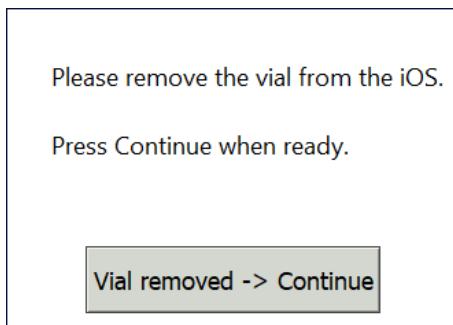 Please remove the vial from the iOS.
Press Continue when ready.
Vial removed -> Continue